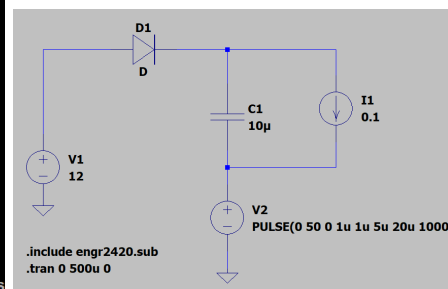 D1
D
C1
10µ
I1
0.1
V1
12
V2
PULSE(0 50 0 1u 1u 5u 20u 1000
.include engr2420.sub
.tran 0 500u 0